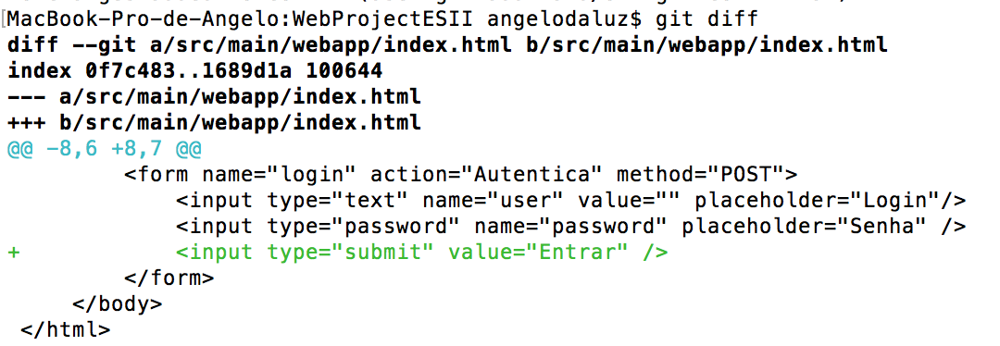 [MacBook-Pro-de-Angelo:WebProjectESII angelodaluz$ git diff
diff --git a/src/main/webapp/index.html b/src/main/webapp/index.html
index 0f7c483..1689d1a 100644
--- a/src/main/webapp/index.html
+++ b/src/main/webapp/index.html
@@ -8,6 +8,7 @@
         <form name="login" action="Autentica" method="POST">
             <input type="text" name="user" value="" placeholder="Login"/>
             <input type="password" name="password" placeholder="Senha" />
+            <input type="submit" value="Entrar" />
         </form>
     </body>
 </html>